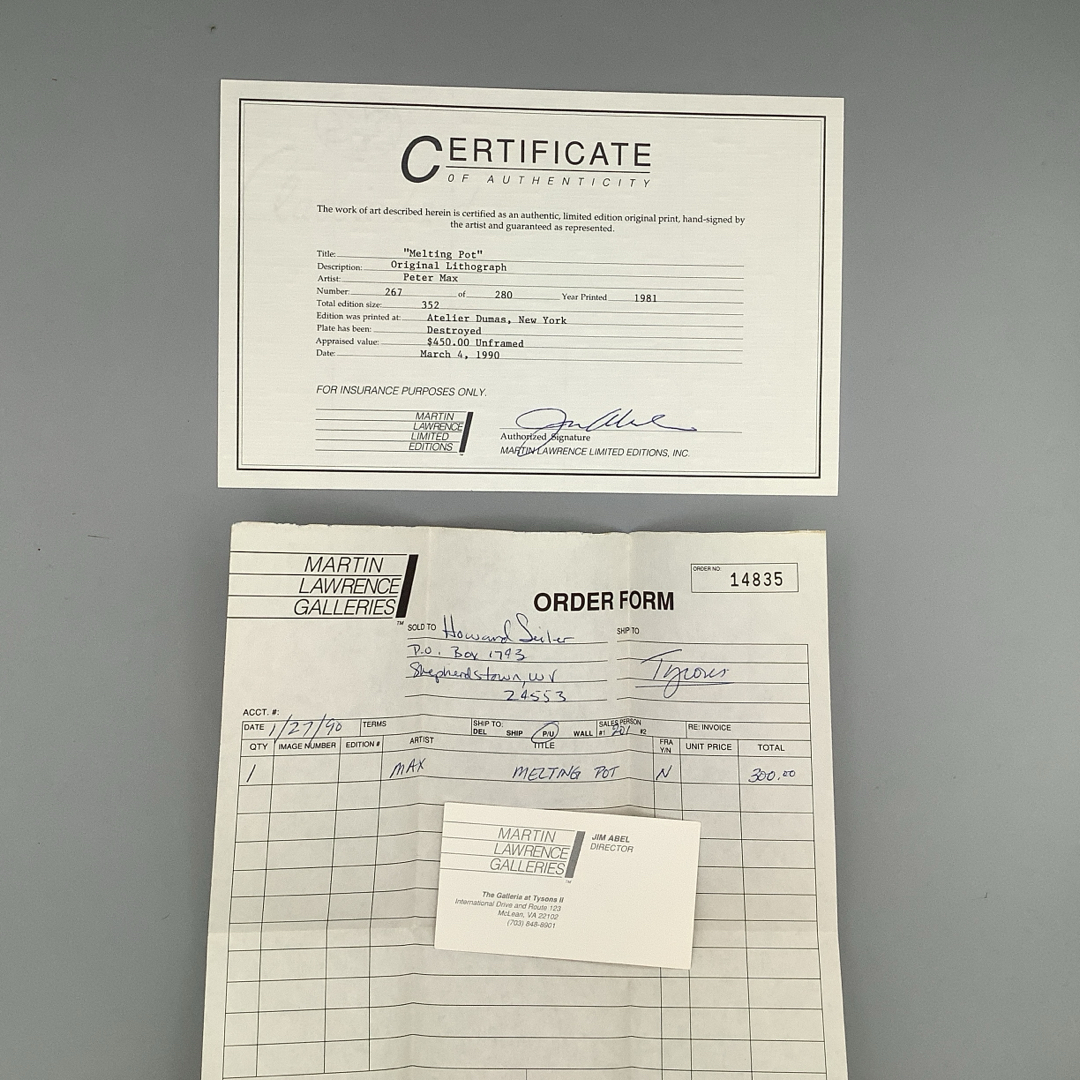 CERTIFICATE
OF AUTHENTICITY
The work of art described herein is certified as an authentic, limited edition original print, hand-signed by
the artist and guaranteed as represented.
Title: "Melting Pot"
Description: Original Lithograph
Artist: Peter Max
Number: 267 of 280 Year Printed 1981
Total edition size: 352
Edition was printed at: Atelier Dumas, New York
Plate has been: Destroyed
Appraised value: $450.00 Unframed
Date: March 4, 1990
FOR INSURANCE PURPOSES ONLY.
MARTIN
LAWRENCE
LIMITED
EDITIONS
Authorized Signature
MARTIN LAWRENCE LIMITED EDITIONS, INC.
MARTIN
LAWRENCE
GALLERIES™
ORDER FORM
ORDER NO. 14835
SOLD TO Howard Seiler
P.O. Box 1793
Shepherdstown, WV
24553
SHIP TO
Tysons
ACCT. #:
DATE 1/27/90 TERMS SHIP TO: DEL SHIP P/U WALL SALES PERSON #1 201 #2 RE: INVOICE
QTY IMAGE NUMBER EDITION # ARTIST TITLE FRA Y/N UNIT PRICE TOTAL
1 MAX MELTING POT N 300.00
MARTIN
LAWRENCE
GALLERIES™
JIM ABEL
DIRECTOR
The Galleria at Tysons II
International Drive and Route 123
McLean, VA 22102
(703) 848-8901